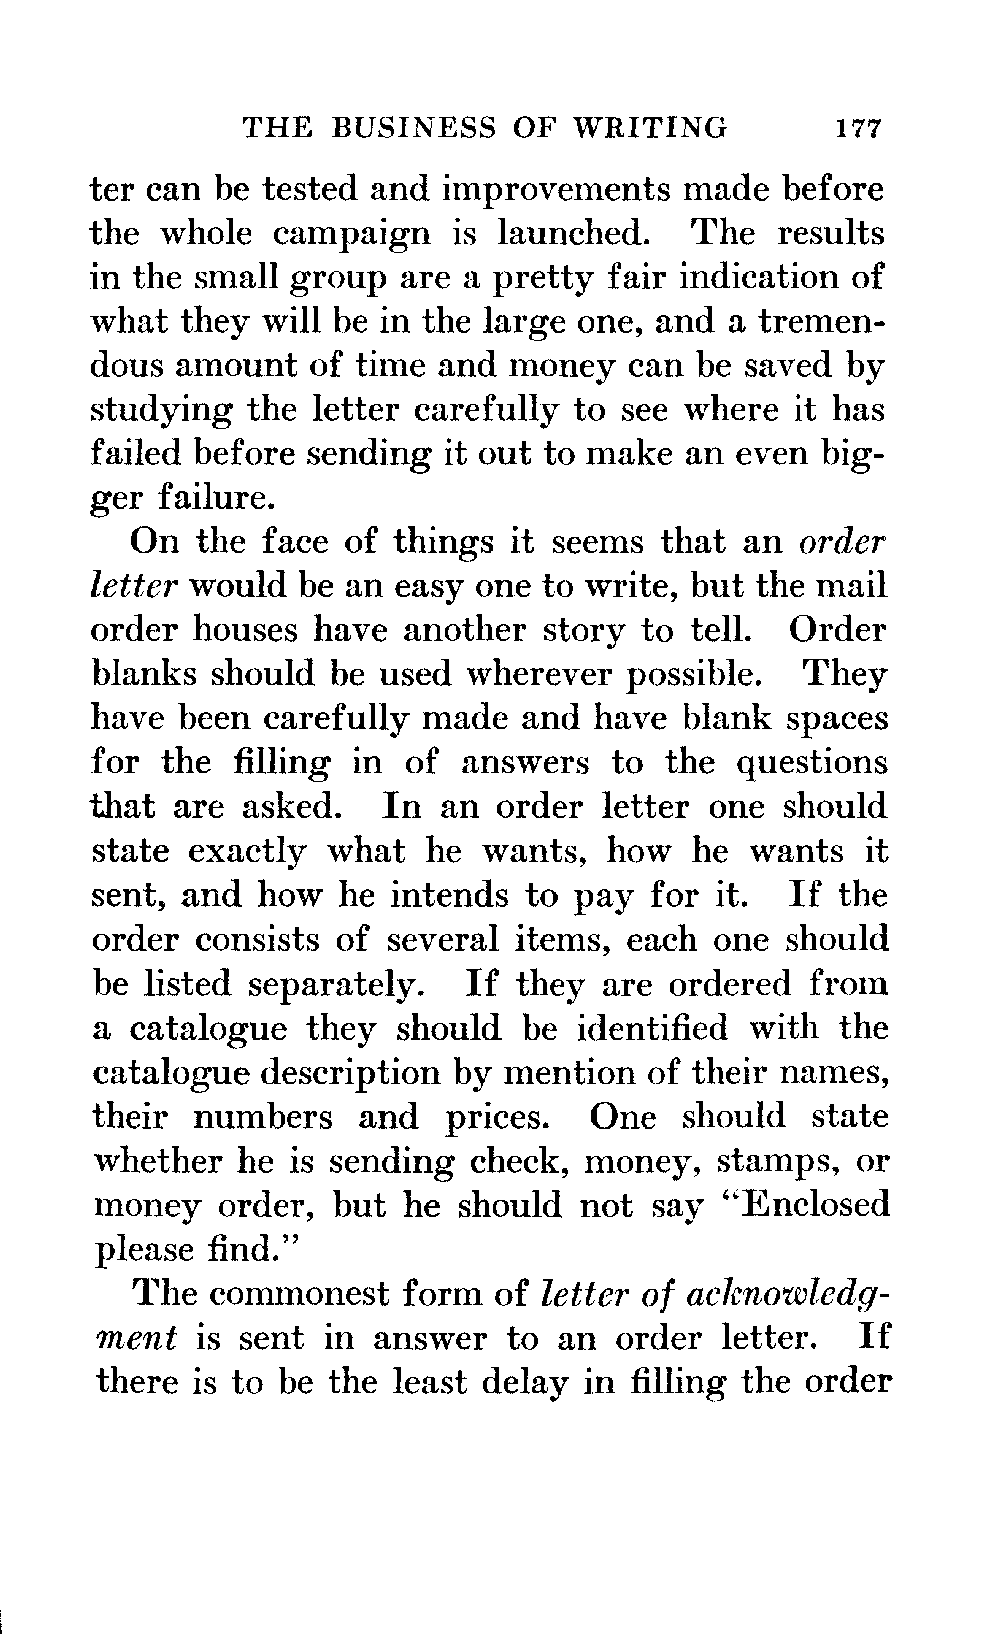 THE BUSINESS OF WRITING 177
ter can be tested and improvements made before
the whole campaign is launched. The results
in the small group are a pretty fair indication of
what they will be in the large one, and a tremen-
dous amount of time and money can be saved by
studying the letter carefully to see where it has
failed before sending it out to make an even big-
ger failure.
On the face of things it seems that an order
letter would be an easy one to write, but the mail
order houses have another story to tell. Order
blanks should be used wherever possible. They
have been carefully made and have blank spaces
for the filling in of answers to the questions
that are asked. In an order letter one should
state exactly what he wants, how he wants it
sent, and how he intends to pay for it. If the
order consists of several items, each one should
be listed separately. If they are ordered from
a catalogue they should be identified with the
catalogue description by mention of their names,
their numbers and prices. One should state
whether he is sending check, money, stamps, or
money order, but he should not say “Enclosed
please find.”
The commonest form of letter of acknowledg-
ment is sent in answer to an order letter. If
there is to be the least delay in filling the order